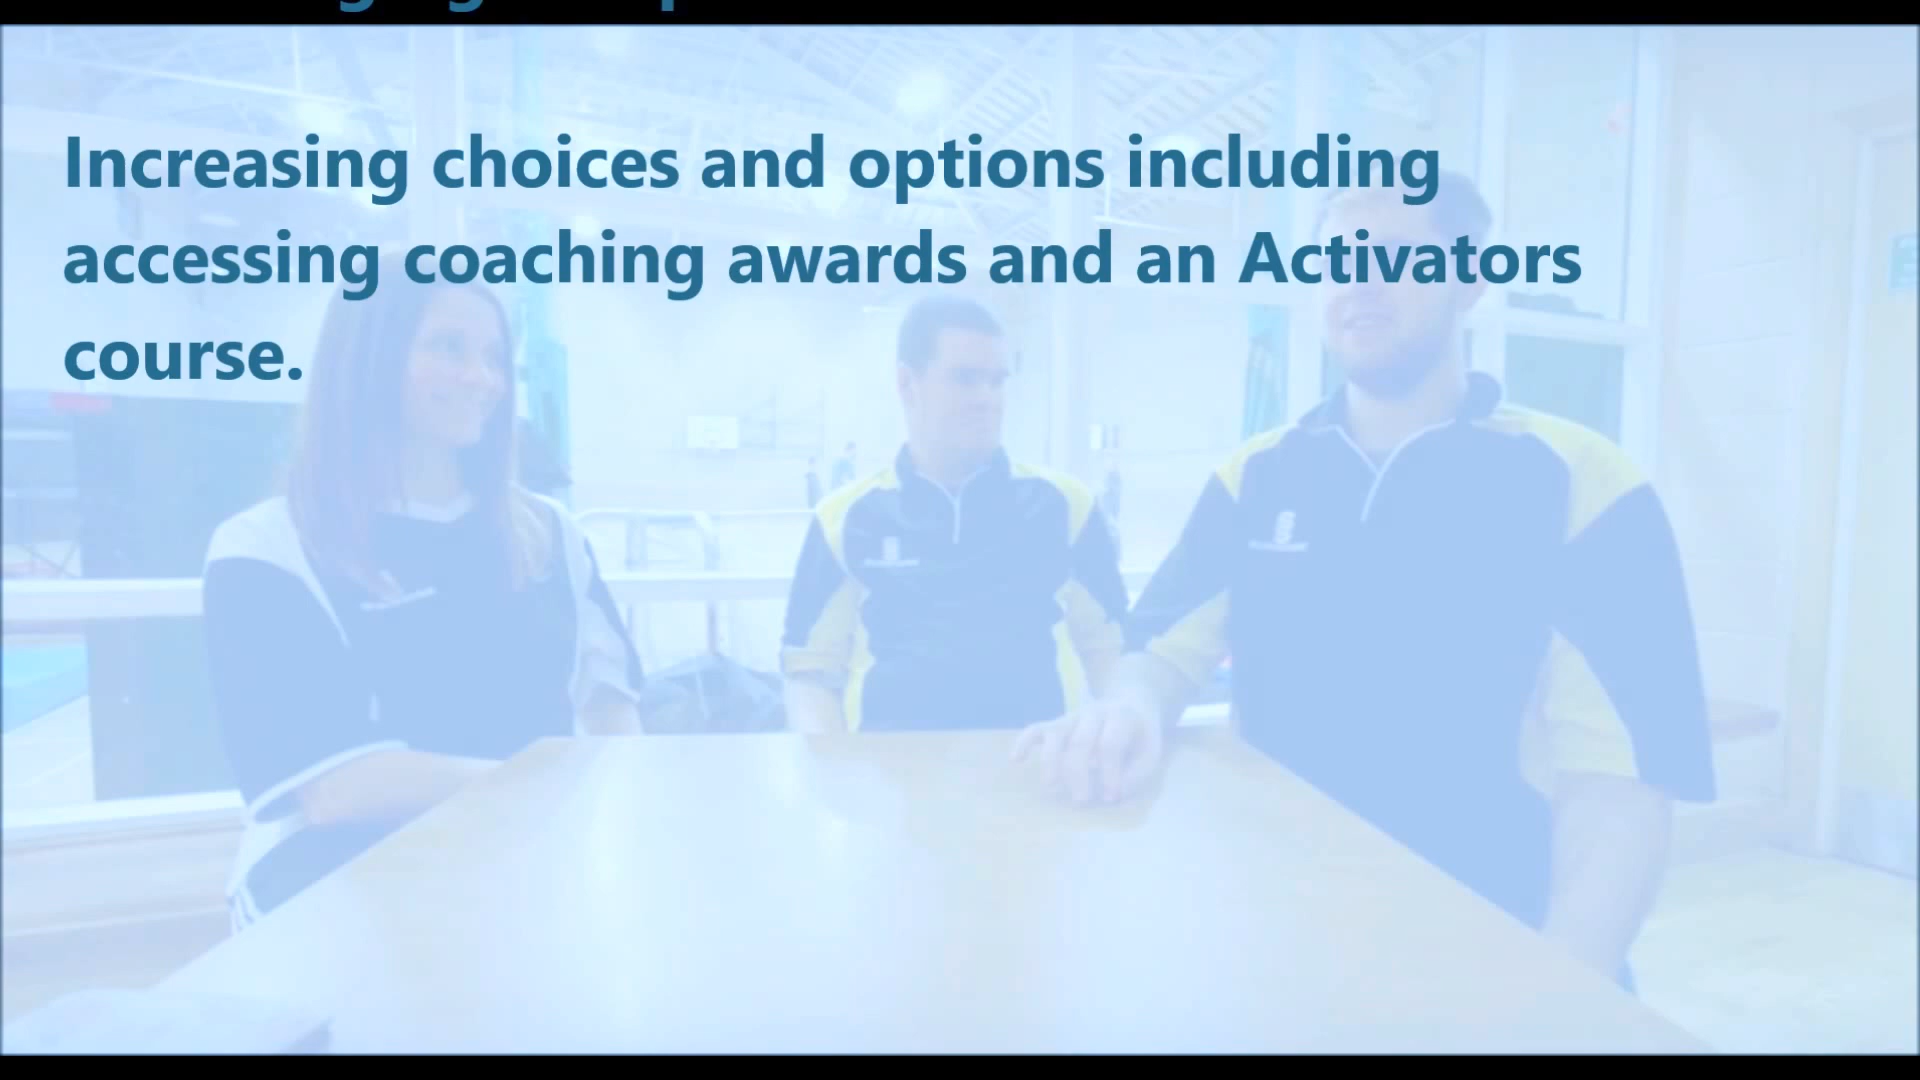 Increasing choices and options including
accessing coaching awards and an Activators
course.